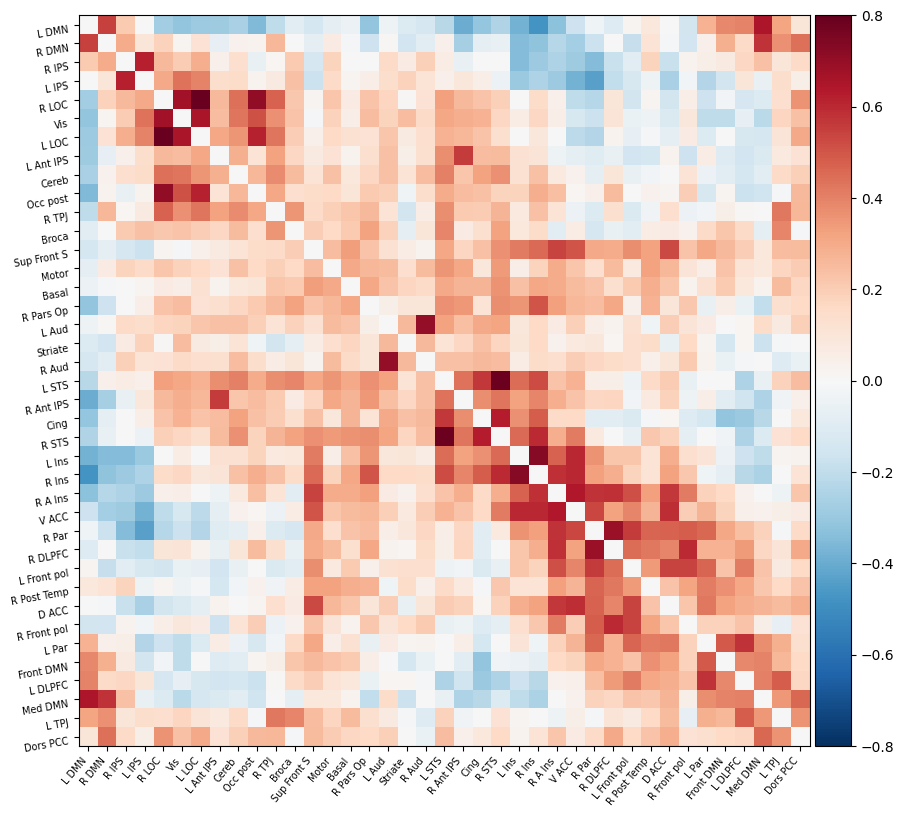 L DMN
R DMN
R IPS
L IPS
R LOC
Vis
L LOC
L Ant IPS
Cereb
Occ post
R TPJ
Broca
Sup Front S
Motor
Basal
R Pars Op
L Aud
Striate
R Aud
L STS
R Ant IPS
Cing
R STS
L Ins
R Ins
R A Ins
V ACC
R Par
R DLPFC
L Front pol
R Post Temp
D ACC
R Front pol
L Par
Front DMN
L DLPFC
Med DMN
L TPJ
Dors PCC
L DMN
R DMN
R IPS
L IPS
R LOC
Vis
L LOC
L Ant IPS
Cereb
Occ post
R TPJ
Broca
Sup Front S
Motor
Basal
R Pars Op
L Aud
Striate
R Aud
L STS
R Ant IPS
Cing
R STS
L Ins
R Ins
R A Ins
V ACC
R Par
R DLPFC
L Front pol
R Post Temp
D ACC
R Front pol
L Par
Front DMN
L DLPFC
Med DMN
L TPJ
Dors PCC
0.8
0.6
0.4
0.2
0.0
−0.2
−0.4
−0.6
−0.8